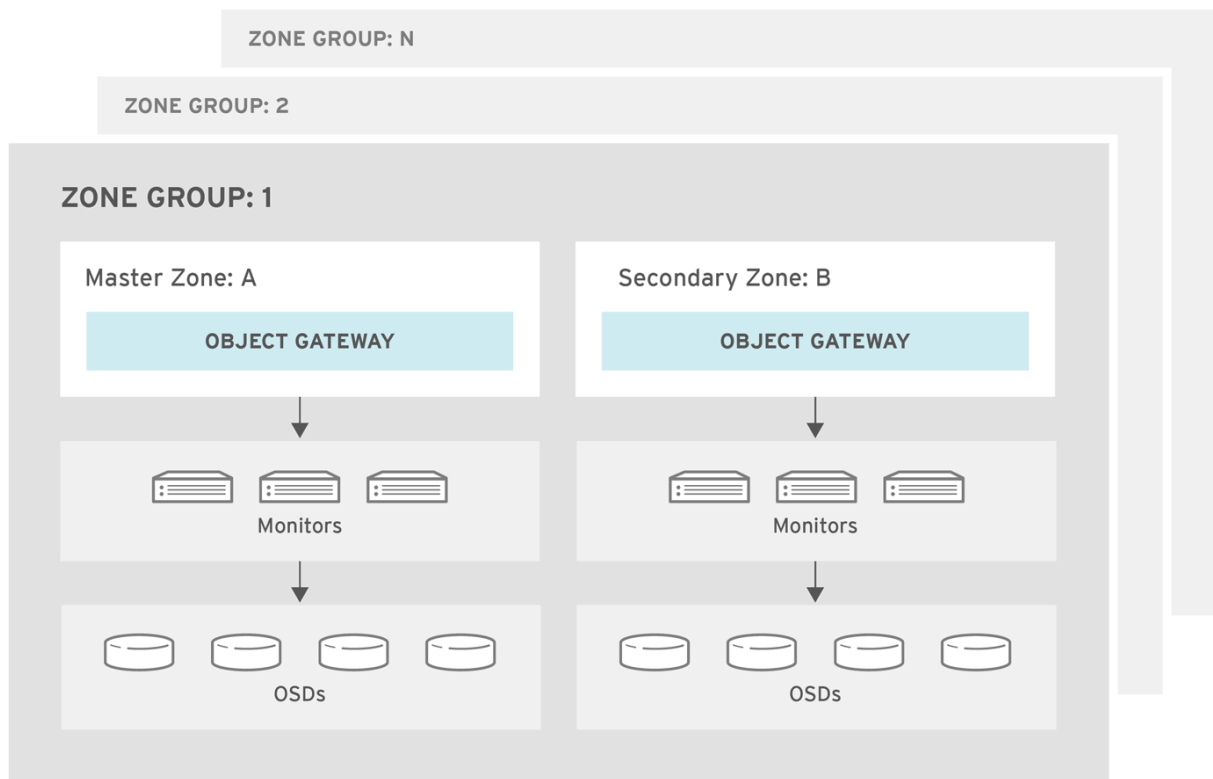 ZONE GROUP: N
ZONE GROUP: 2
ZONE GROUP: 1
Master Zone: A
Secondary Zone: B
OBJECT GATEWAY
OBJECT GATEWAY
Monitors
Monitors
OSDs
OSDs